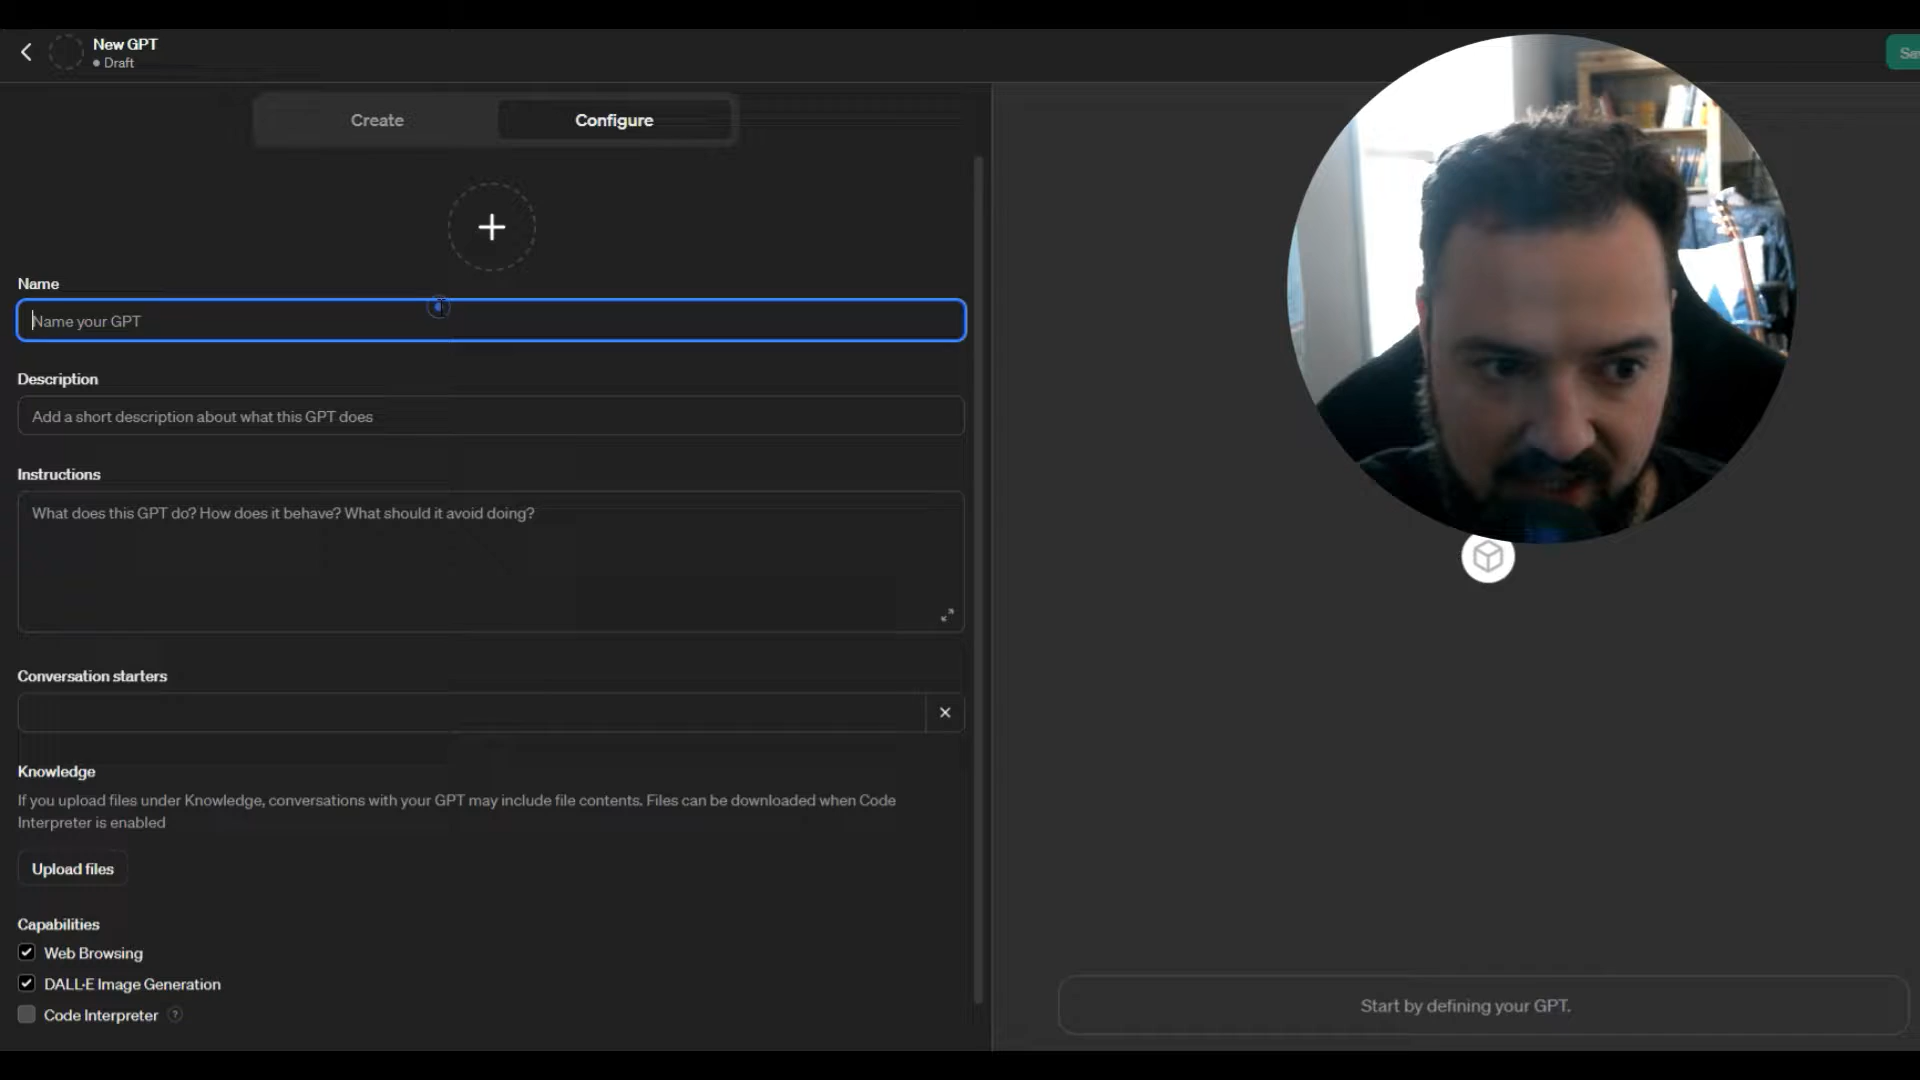 New GPT
Draft
Create
Configure
Name
Name your GPT
Description
Add a short description about what this GPT does
Instructions
What does this GPT do? How does it behave? What should it avoid doing?
Conversation starters
Knowledge
If you upload files under Knowledge, conversations with your GPT may include file contents. Files can be downloaded when Code
Interpreter is enabled
Upload files
Capabilities
Web Browsing
DALL·E Image Generation
Code Interpreter ?
Start by defining your GPT.